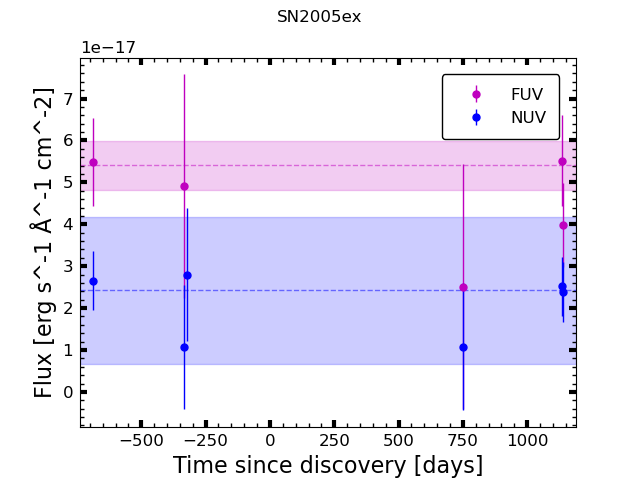 SN2005ex
1e−17
7
6
5
4
3
2
1
0
FUV
NUV
Flux [erg s^-1 Å^-1 cm^-2]
−500
−250
0
250
500
750
1000
Time since discovery [days]